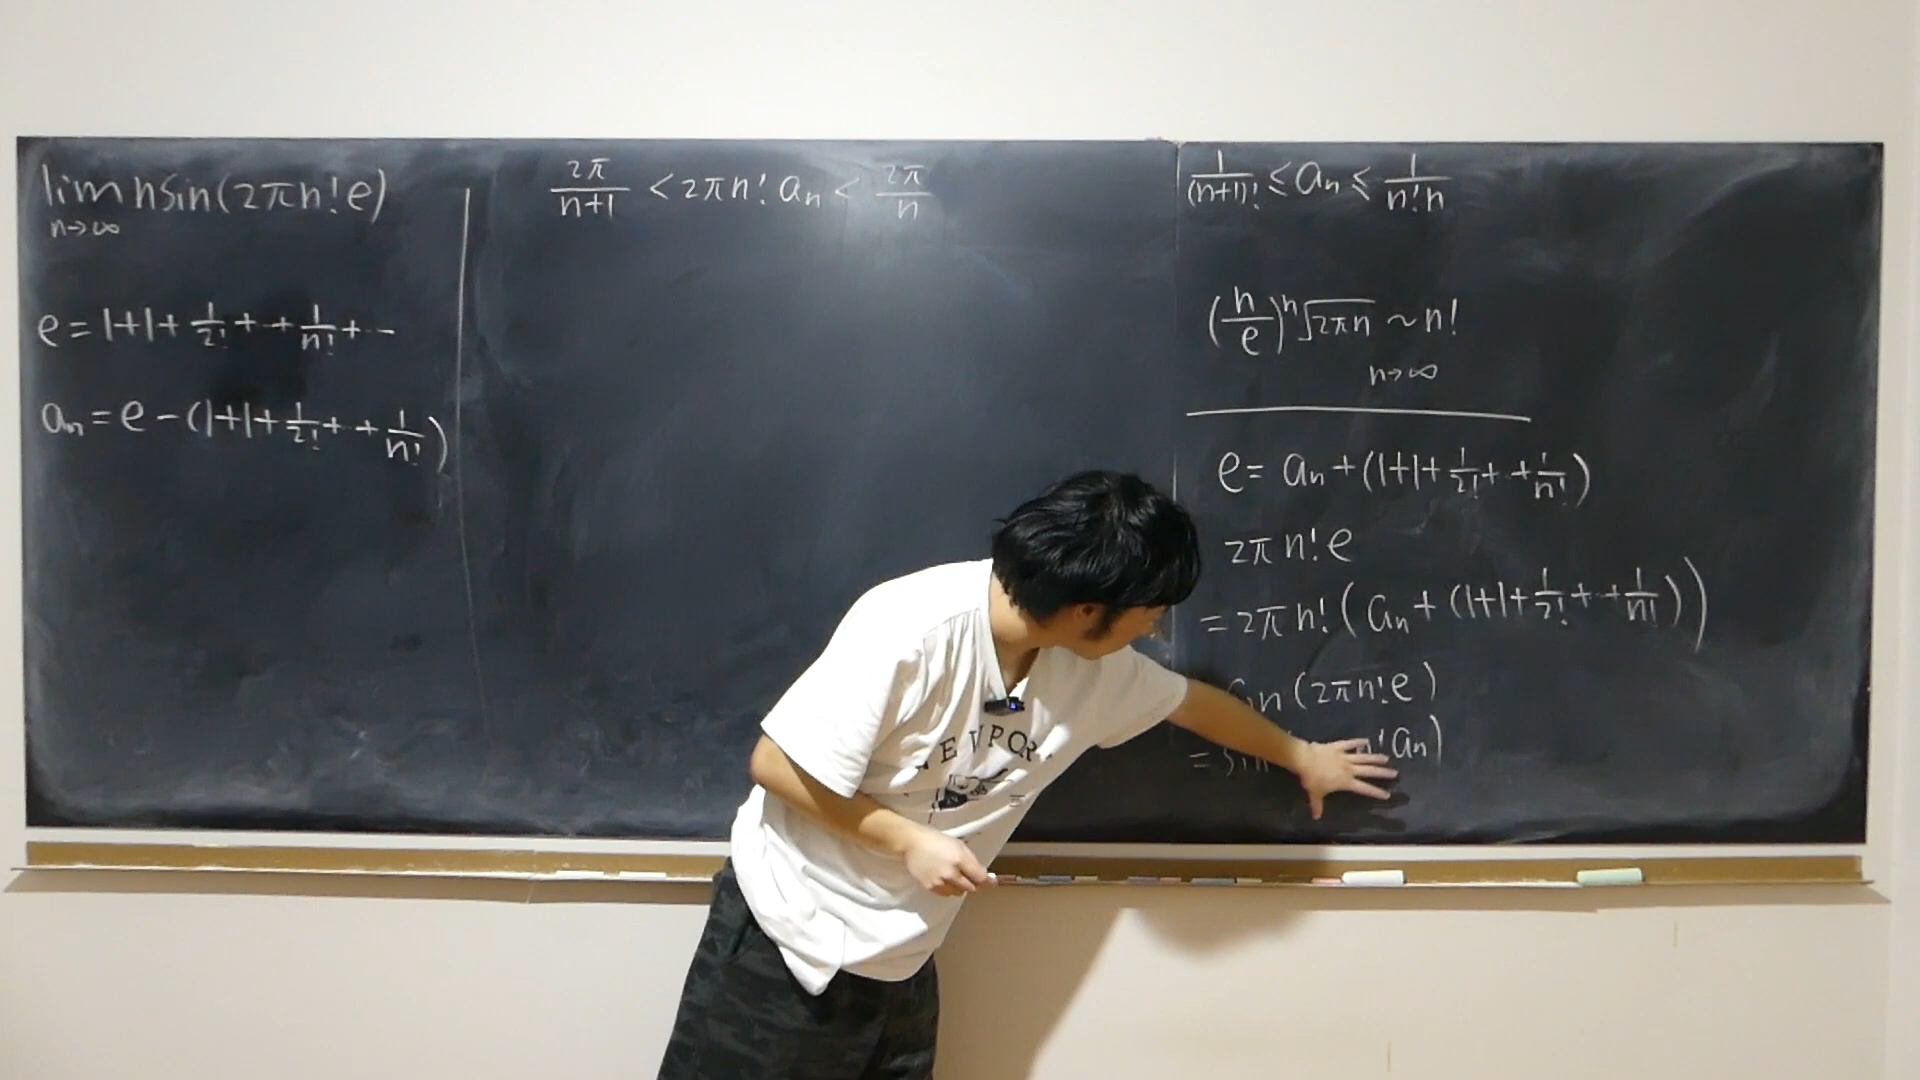 lim n sin(2πn!e)
n→∞
e = 1+1+1/2!+··+1/n!+···
aₙ = e − (1+1+1/2!+··+1/n!)
2π/(n+1) < 2πn! aₙ < 2π/n
1/(n+1)! ≤ aₙ ≤ 1/(n!n)
(n/e)ⁿ√(2πn) ~ n!
n→∞
e = aₙ + (1+1+1/2!+··+1/n!)
2πn!e
= 2πn!(aₙ + (1+1+1/2!+··+1/n!))
(2πn!e)
= sin n! aₙ)